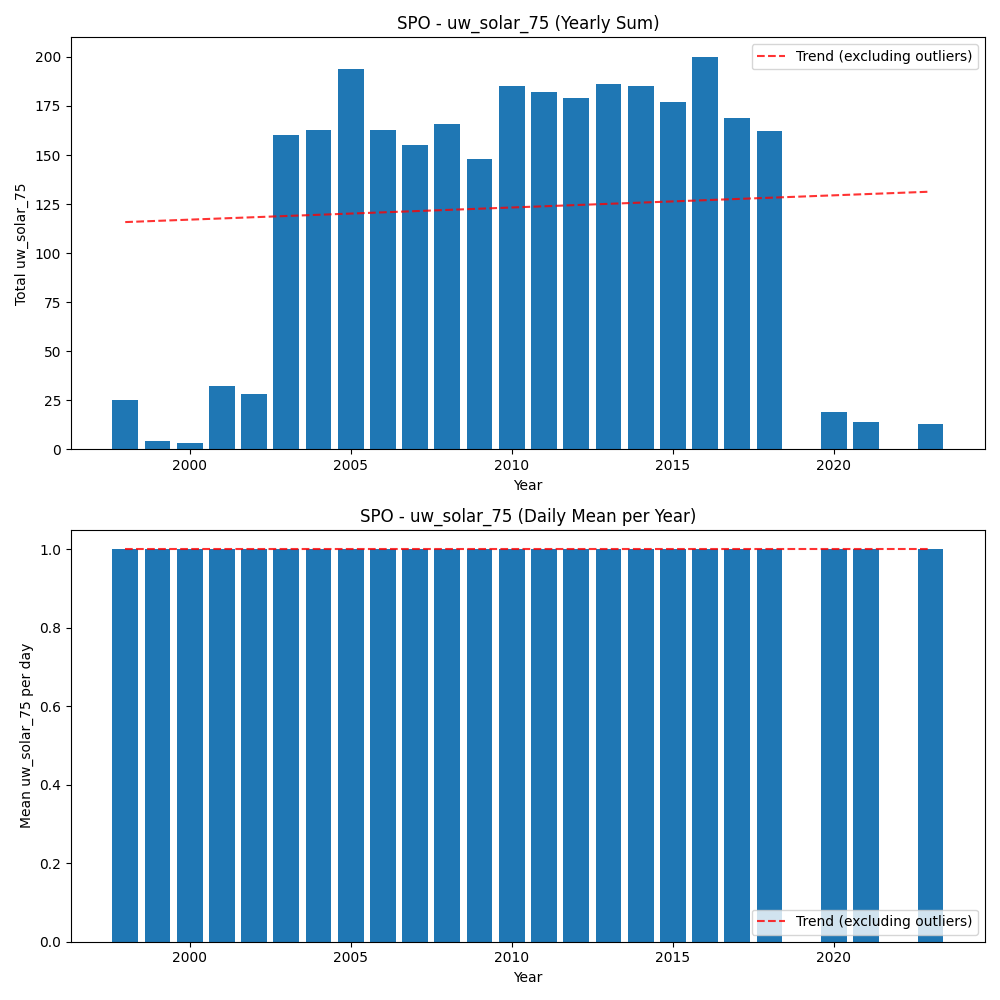 SPO - uw_solar_75 (Yearly Sum)
Trend (excluding outliers)
200
175
150
125
100
75
50
25
0
Total uw_solar_75
2000 2005 2010 2015 2020
Year
SPO - uw_solar_75 (Daily Mean per Year)
1.0
0.8
0.6
0.4
0.2
0.0
Mean uw_solar_75 per day
Trend (excluding outliers)
2000 2005 2010 2015 2020
Year